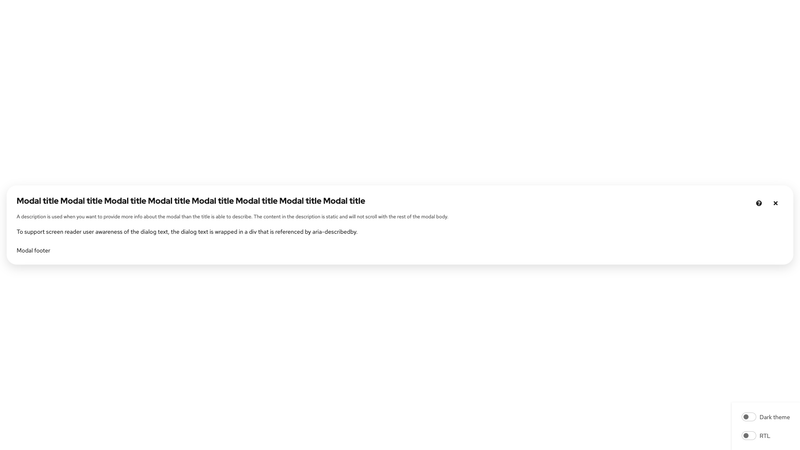 Modal title Modal title Modal title Modal title Modal title Modal title Modal title Modal title
A description is used when you want to provide more info about the modal than the title is able to describe. The content in the description is static and will not scroll with the rest of the modal body.
To support screen reader user awareness of the dialog text, the dialog text is wrapped in a div that is referenced by aria-describedby.
Modal footer
Dark theme
RTL